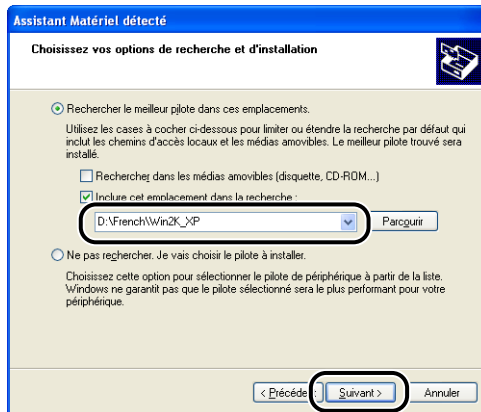 Assistant Matériel détecté
Choisissez vos options de recherche et d'installation
Rechercher le meilleur pilote dans ces emplacements.
Utilisez les cases à cocher ci-dessous pour limiter ou étendre la recherche par défaut qui
inclut les chemins d'accès locaux et les médias amovibles. Le meilleur pilote trouvé sera
installé.
Rechercher dans les médias amovibles (disquette, CD-ROM...)
Inclure cet emplacement dans la recherche :
D:\French\Win2K_XP
Parcourir
Ne pas rechercher. Je vais choisir le pilote à installer.
Choisissez cette option pour sélectionner le pilote de périphérique à partir de la liste.
Windows ne garantit pas que le pilote sélectionné sera le plus performant pour votre
périphérique.
< Précéde
Suivant >
Annuler